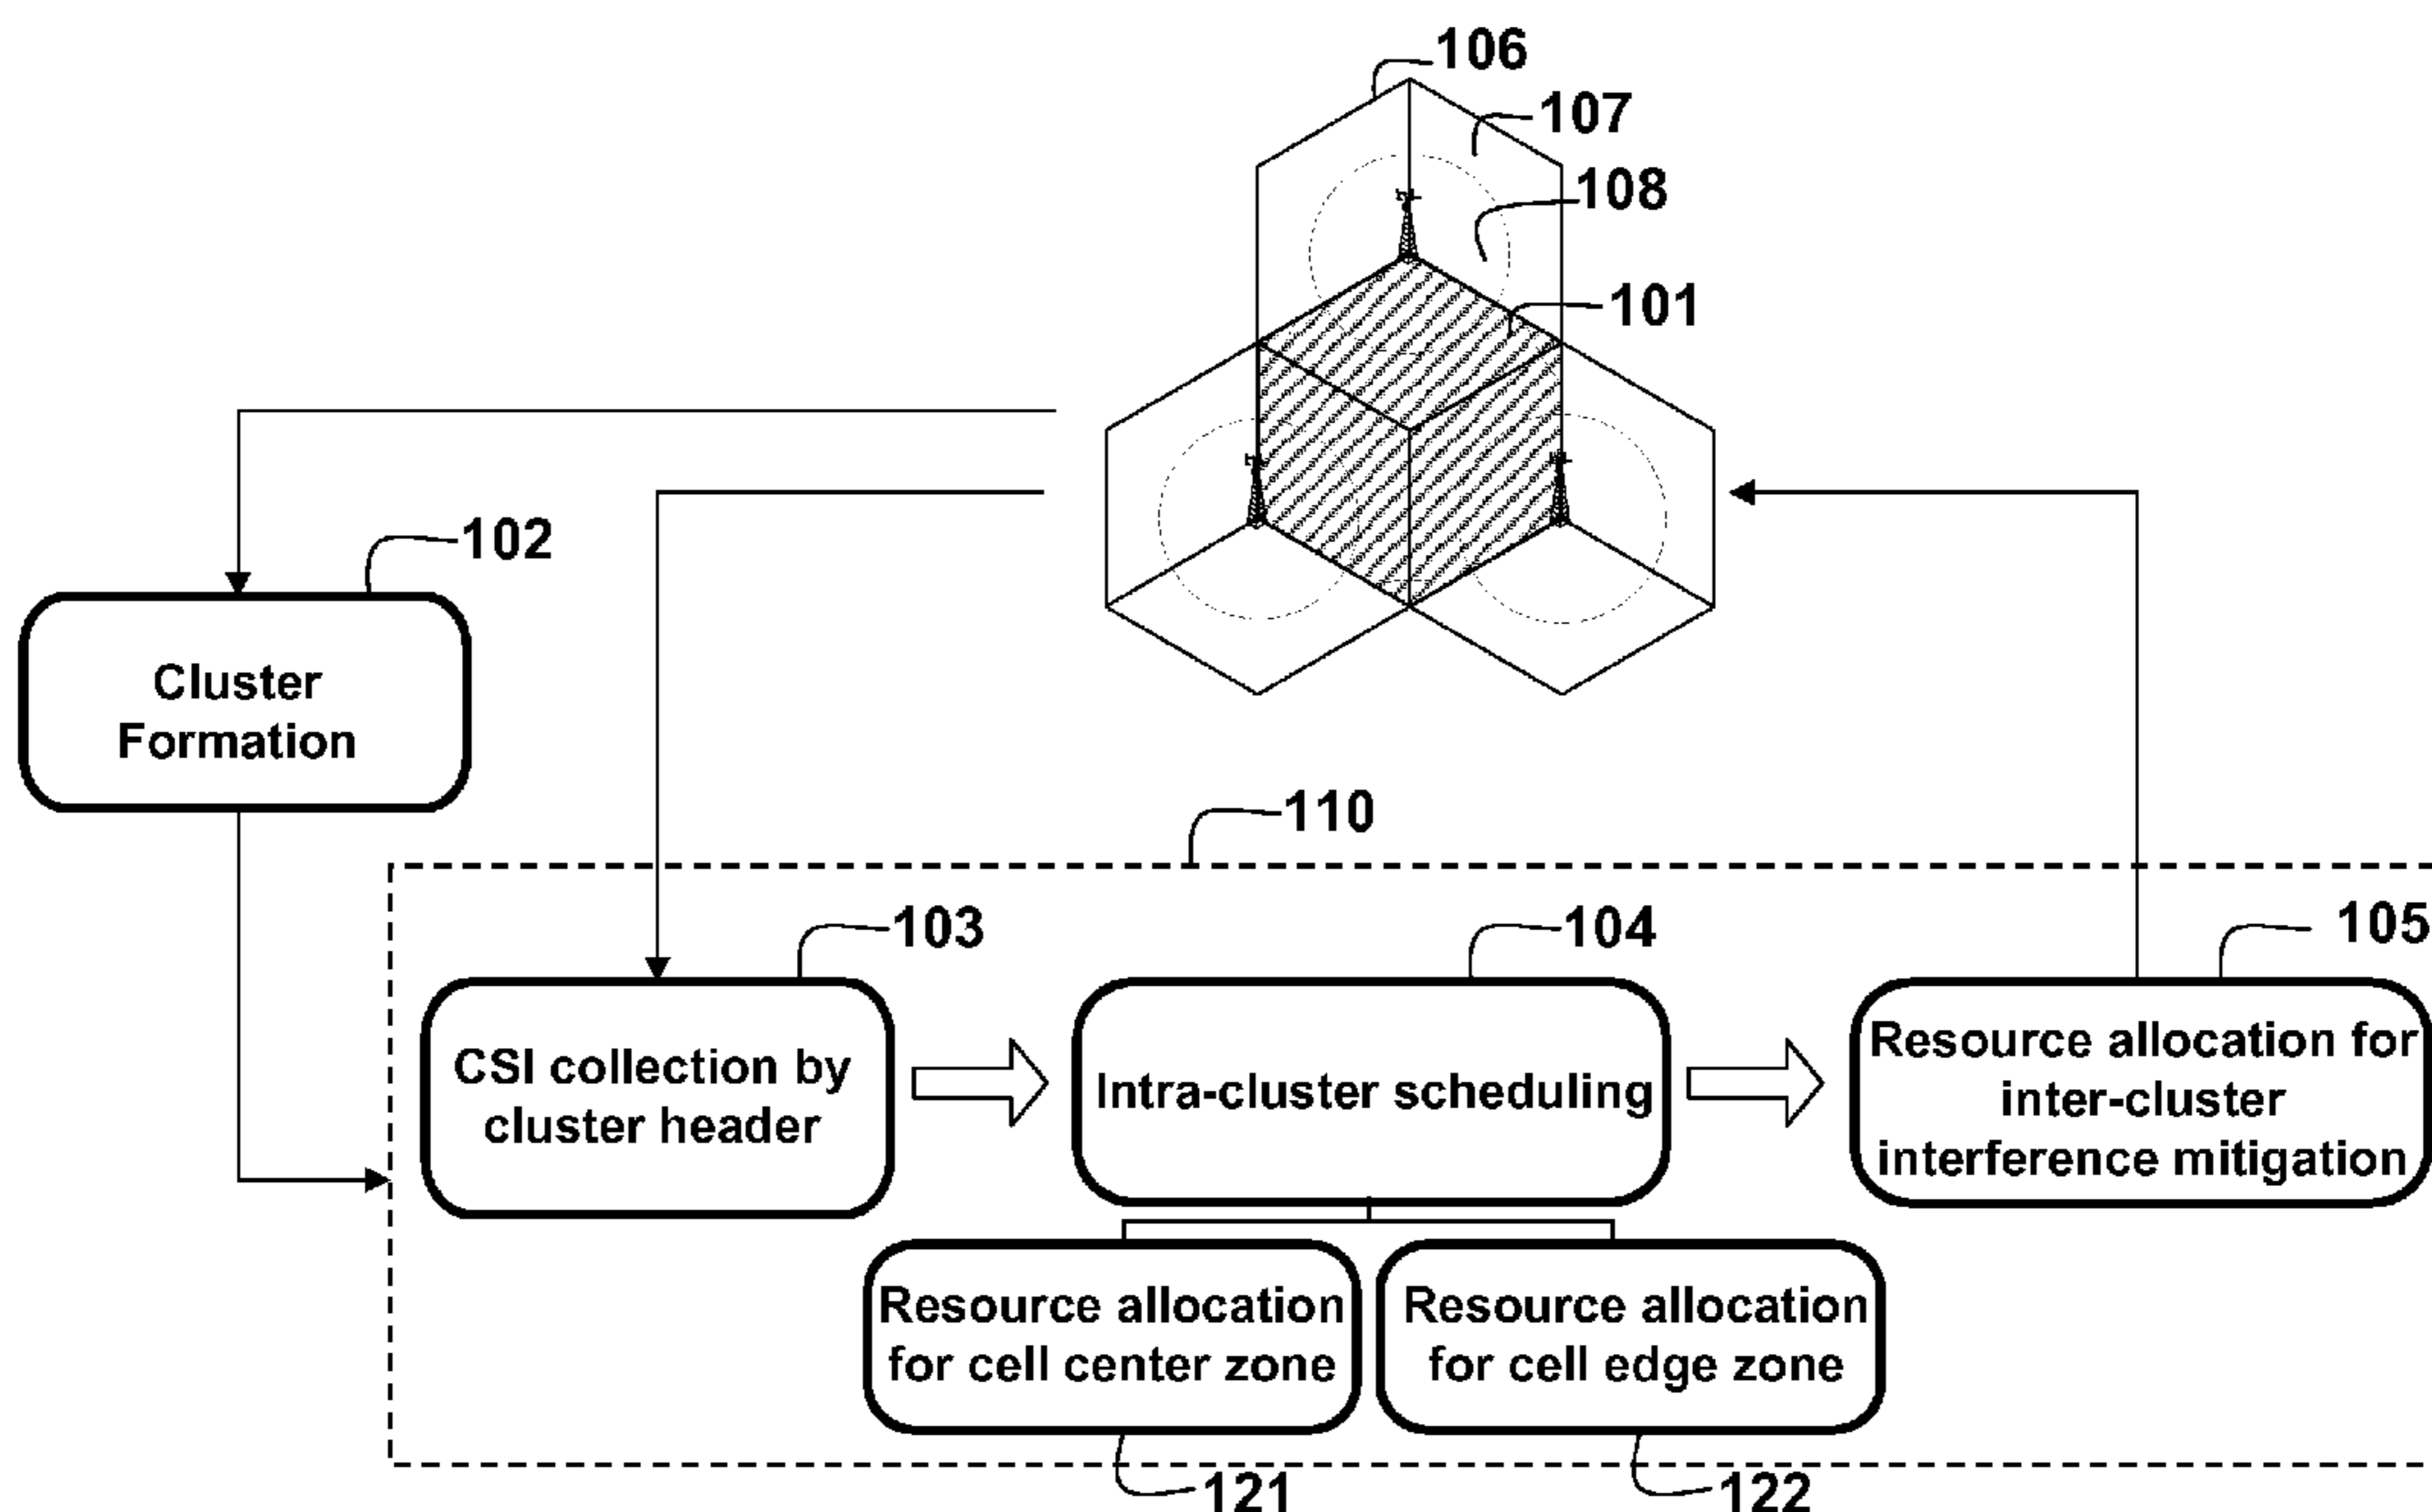 106
107
108
101
102
Cluster
Formation
110
103
104
105
CSI collection by
cluster header
Intra-cluster scheduling
Resource allocation for
inter-cluster
interference mitigation
Resource allocation
for cell center zone
Resource allocation
for cell edge zone
121
122